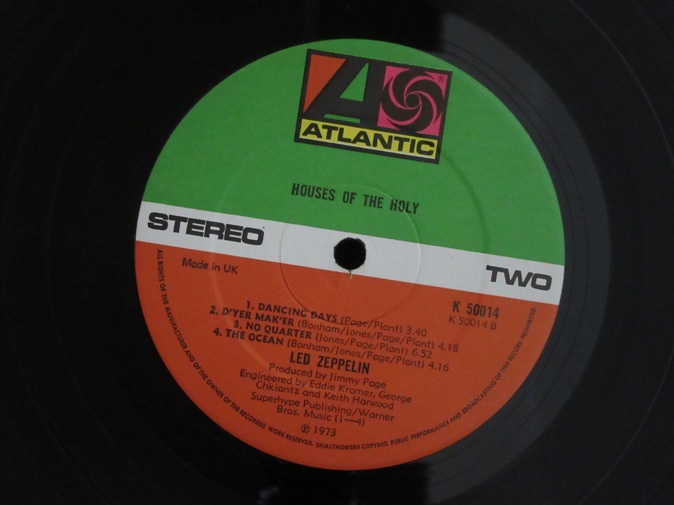 ATLANTIC
®
HOUSES OF THE HOLY
STEREO
TWO
Made in UK
K 50014
K 50014 B
1. DANCING DAYS (Page/Plant) 3.40
2. D'YER MAK'ER (Bonham/Jones/Page/Plant) 4.18
3. NO QUARTER (Jones/Page/Plant) 6.52
4. THE OCEAN (Bonham/Jones/Page/Plant) 4.16
LED ZEPPELIN
Produced by Jimmy Page
Engineered by Eddie Kramer, George
Chkiantz and Keith Harwood
Superhype Publishing/Warner
Bros. Music (1—4)
℗ 1973
ALL RIGHTS OF THE MANUFACTURER AND OF THE OWNER OF THE RECORDED WORK RESERVED. UNAUTHORISED COPYING PUBLIC PERFORMANCE AND BROADCASTING OF THIS RECORD PROHIBITED.